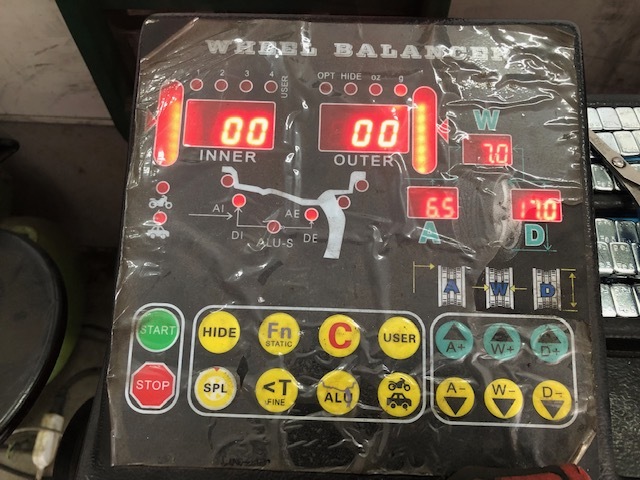 WHEEL BALANCER
1 2 3 4 USER
OPT HIDE oz g
00
INNER
00
OUTER
W
7.0
6.5
A
17.0
D
AI
DI
ALU-S
AE
DE
A W D
START
HIDE
Fn
STATIC
C
USER
A+
W+
D+
STOP
SPL
<T
FINE
ALU
A-
W-
D-